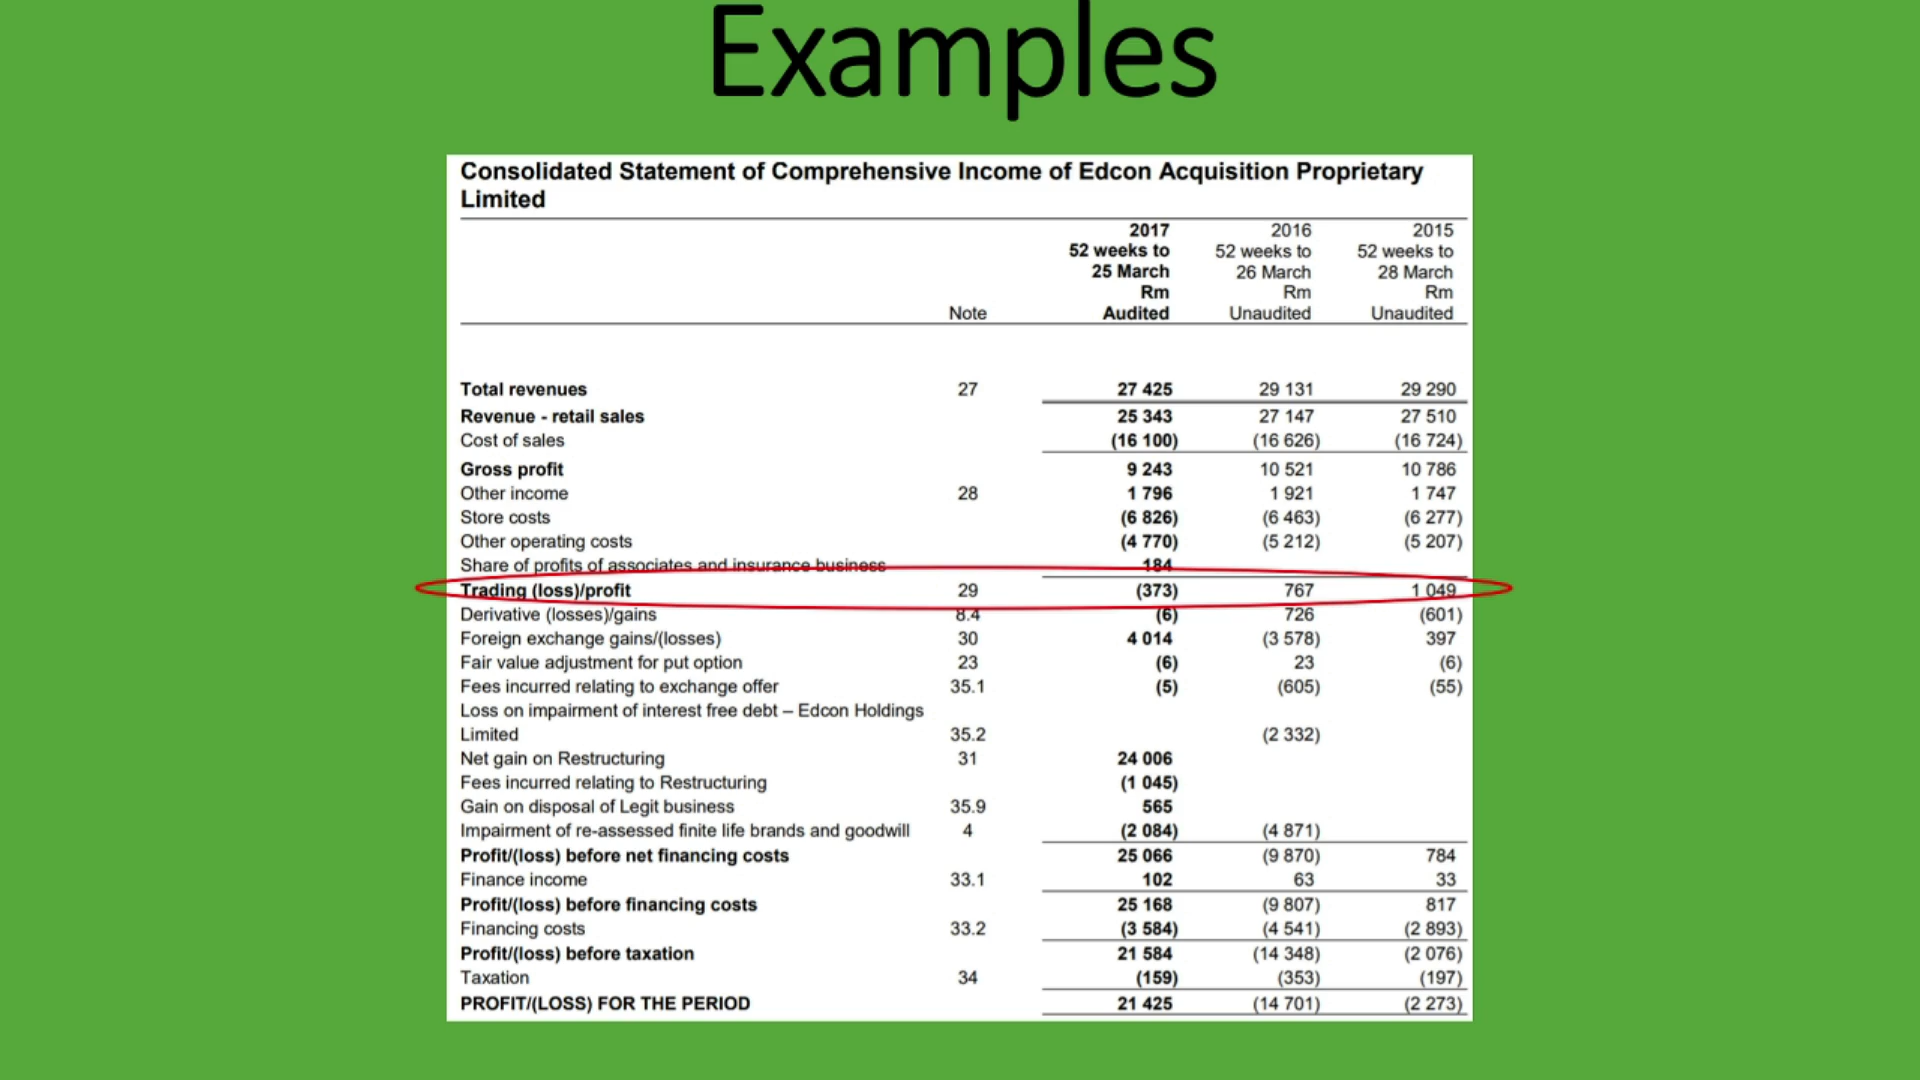 Examples
Consolidated Statement of Comprehensive Income of Edcon Acquisition Proprietary
Limited
2017 2016 2015
52 weeks to 52 weeks to 52 weeks to
25 March 26 March 28 March
Rm Rm Rm
Note Audited Unaudited Unaudited
Total revenues 27 27 425 29 131 29 290
Revenue - retail sales 25 343 27 147 27 510
Cost of sales (16 100) (16 626) (16 724)
Gross profit 9 243 10 521 10 786
Other income 28 1 796 1 921 1 747
Store costs (6 826) (6 463) (6 277)
Other operating costs (4 770) (5 212) (5 207)
Share of profits of associates and insurance business 184
Trading (loss)/profit 29 (373) 767 1 049
Derivative (losses)/gains 8.4 (6) 726 (601)
Foreign exchange gains/(losses) 30 4 014 (3 578) 397
Fair value adjustment for put option 23 (6) 23 (6)
Fees incurred relating to exchange offer 35.1 (5) (605) (55)
Loss on impairment of interest free debt – Edcon Holdings
Limited 35.2 (2 332)
Net gain on Restructuring 31 24 006
Fees incurred relating to Restructuring (1 045)
Gain on disposal of Legit business 35.9 565
Impairment of re-assessed finite life brands and goodwill 4 (2 084) (4 871)
Profit/(loss) before net financing costs 25 066 (9 870) 784
Finance income 33.1 102 63 33
Profit/(loss) before financing costs 25 168 (9 807) 817
Financing costs 33.2 (3 584) (4 541) (2 893)
Profit/(loss) before taxation 21 584 (14 348) (2 076)
Taxation 34 (159) (353) (197)
PROFIT/(LOSS) FOR THE PERIOD 21 425 (14 701) (2 273)